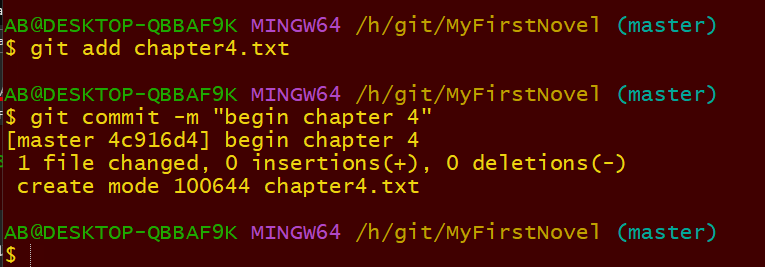 AB@DESKTOP-QBBAF9K MINGW64 /h/git/MyFirstNovel (master)
$ git add chapter4.txt
AB@DESKTOP-QBBAF9K MINGW64 /h/git/MyFirstNovel (master)
$ git commit -m "begin chapter 4"
[master 4c916d4] begin chapter 4
 1 file changed, 0 insertions(+), 0 deletions(-)
 create mode 100644 chapter4.txt
AB@DESKTOP-QBBAF9K MINGW64 /h/git/MyFirstNovel (master)
$